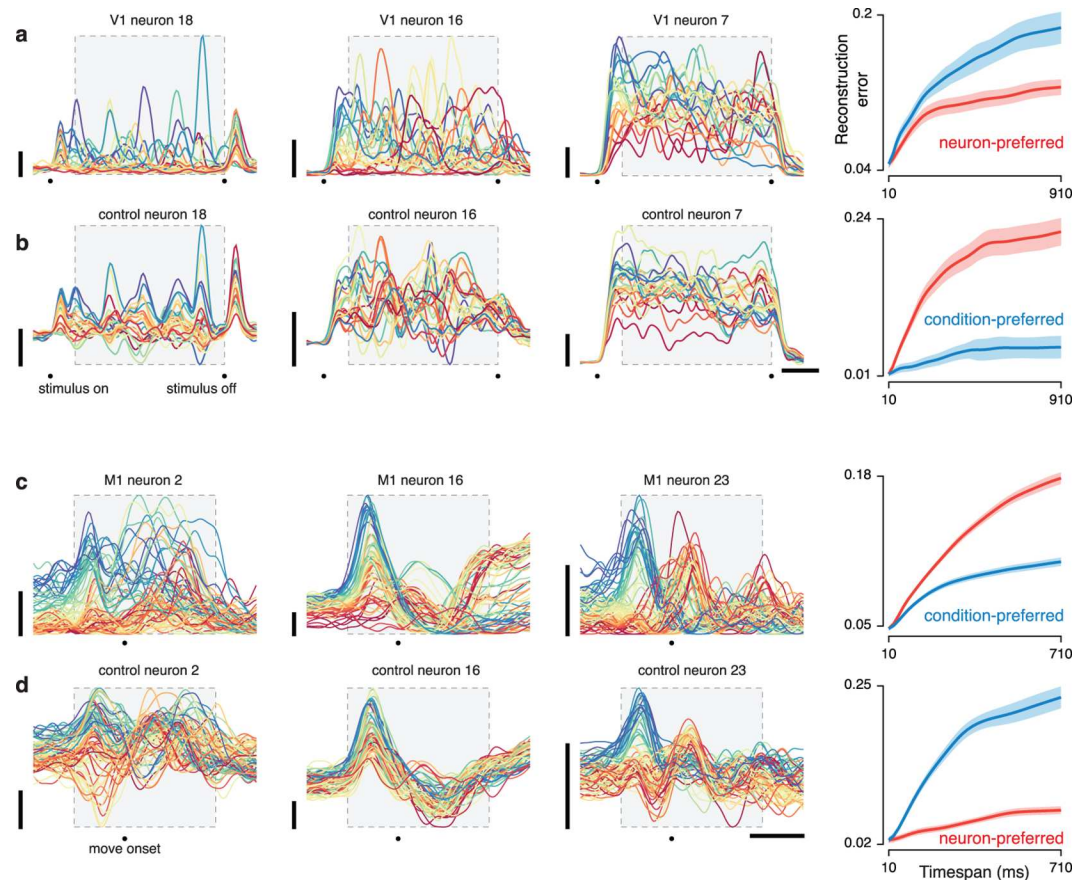 V1 neuron 18
V1 neuron 16
V1 neuron 7
a
0.2
Reconstruction
error
neuron-preferred
0.04
10
910
b
control neuron 18
control neuron 16
control neuron 7
stimulus on
stimulus off
0.24
condition-preferred
0.01
10
910
c
M1 neuron 2
M1 neuron 16
M1 neuron 23
0.18
condition-preferred
0.05
10
710
d
control neuron 2
control neuron 16
control neuron 23
move onset
0.25
neuron-preferred
0.02
10
Timespan (ms)
710